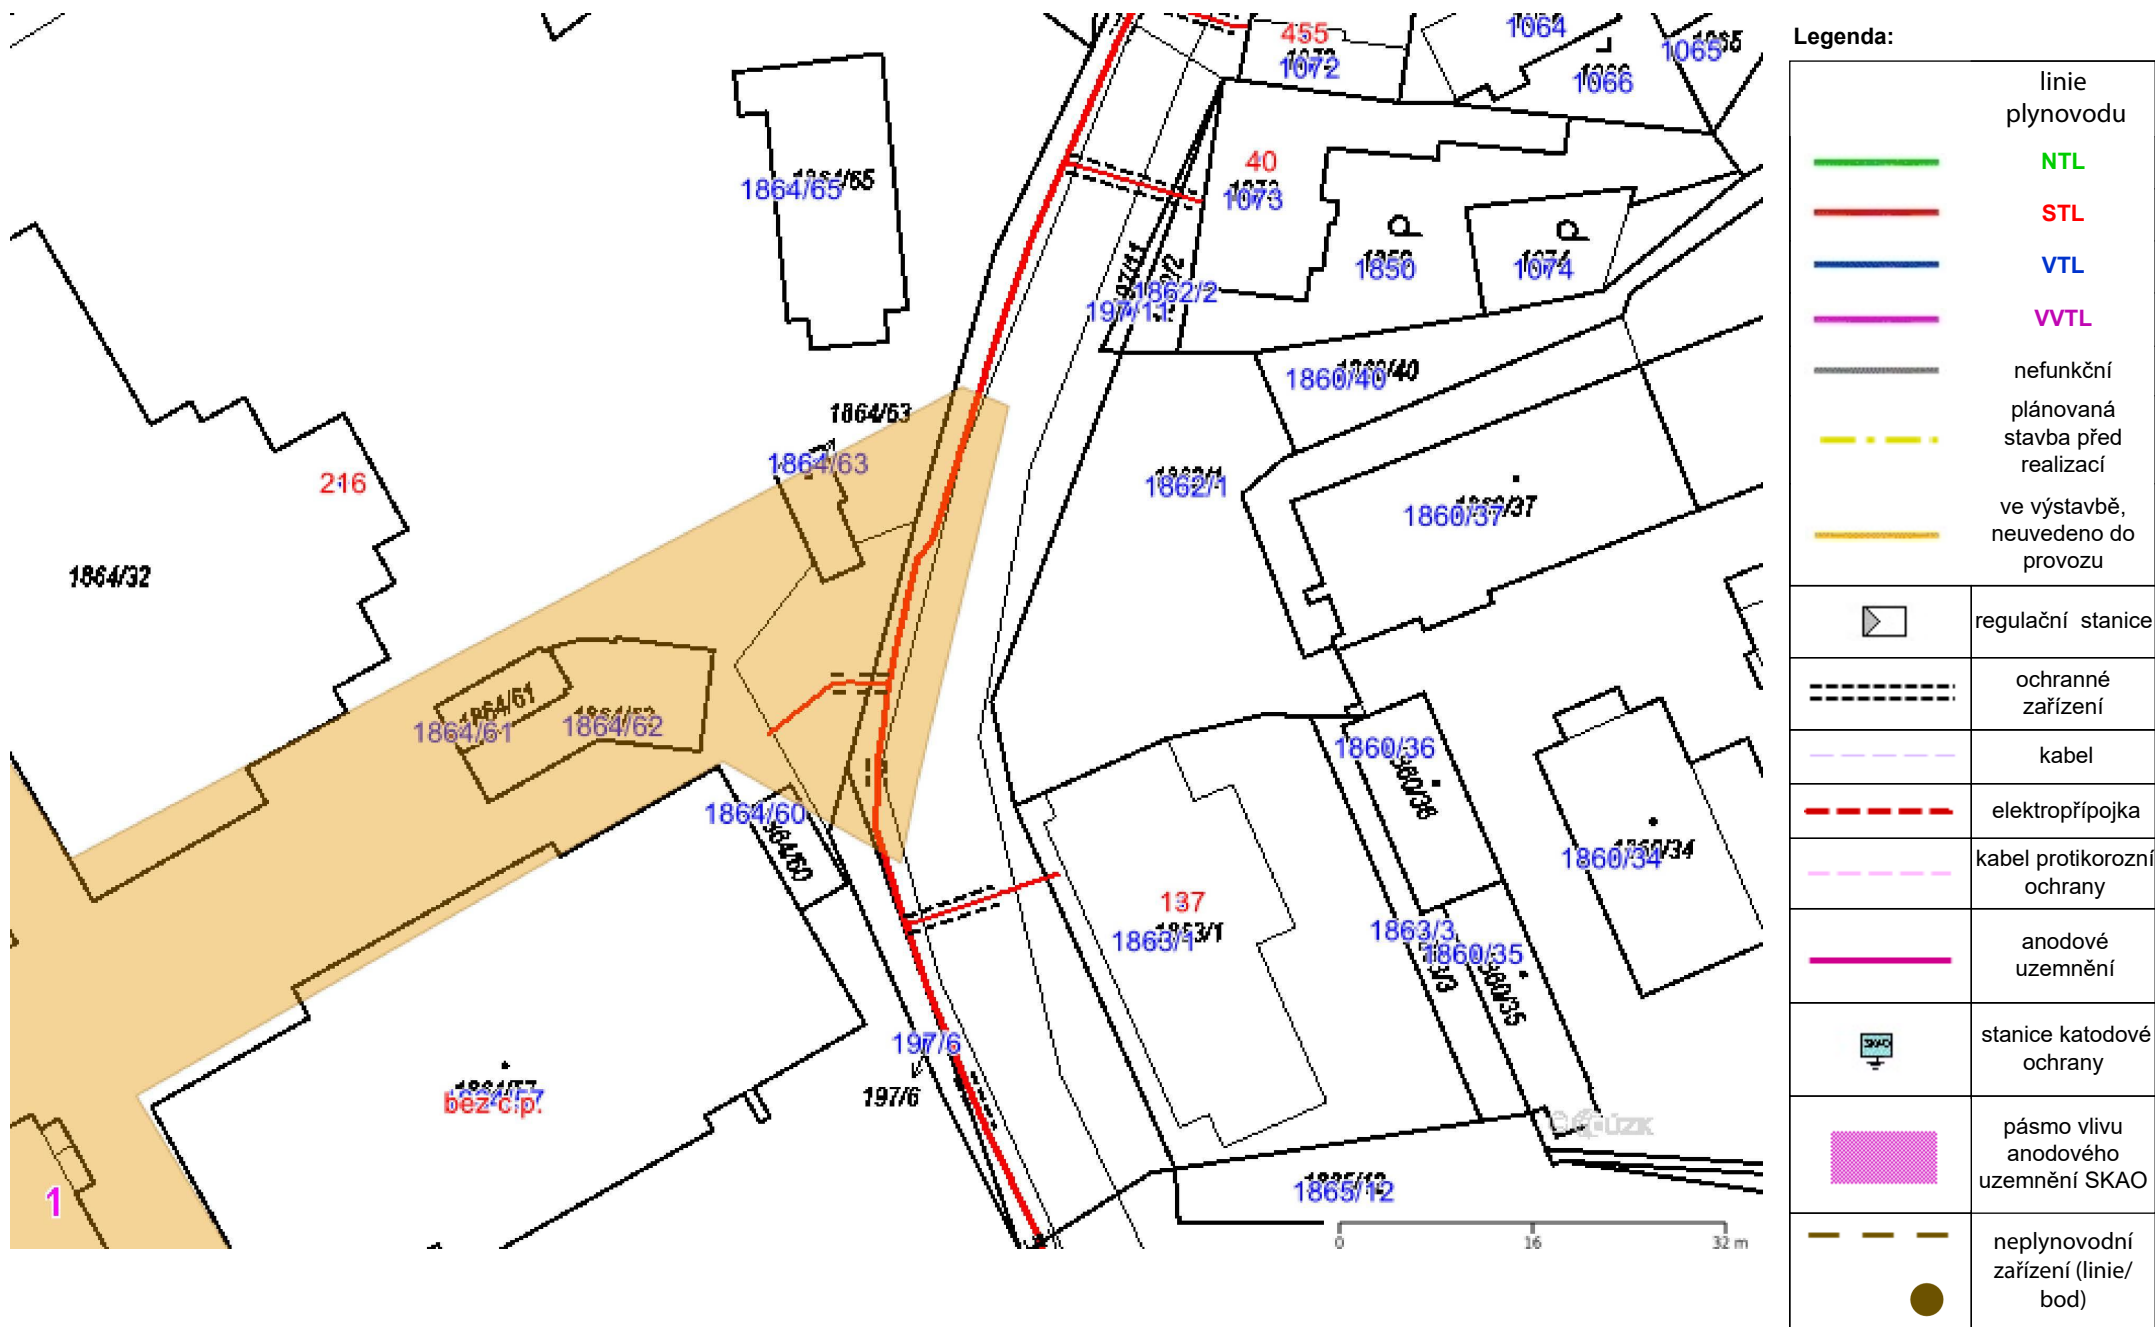 455
1072
1064
1065
1066
40
1073
1864/65
1850
1074
1862/2
197/11
1860/40
1864/63
1864/63
1862/1
1860/37
216
1864/32
1864/61
1864/61
1864/62
1860/36
1864/60
1860/34
137
1863/1
1863/3
1860/35
197/6
197/6
bez č.p.
1
1865/12
0 16 32 m
Legenda:
linie
plynovodu
NTL
STL
VTL
VVTL
nefunkční
plánovaná
stavba před
realizací
ve výstavbě,
neuvedeno do
provozu
regulační stanice
ochranné
zařízení
kabel
elektropřípojka
kabel protikorozní
ochrany
anodové
uzemnění
SKAO
stanice katodové
ochrany
pásmo vlivu
anodového
uzemnění SKAO
neplynovodní
zařízení (linie/
bod)